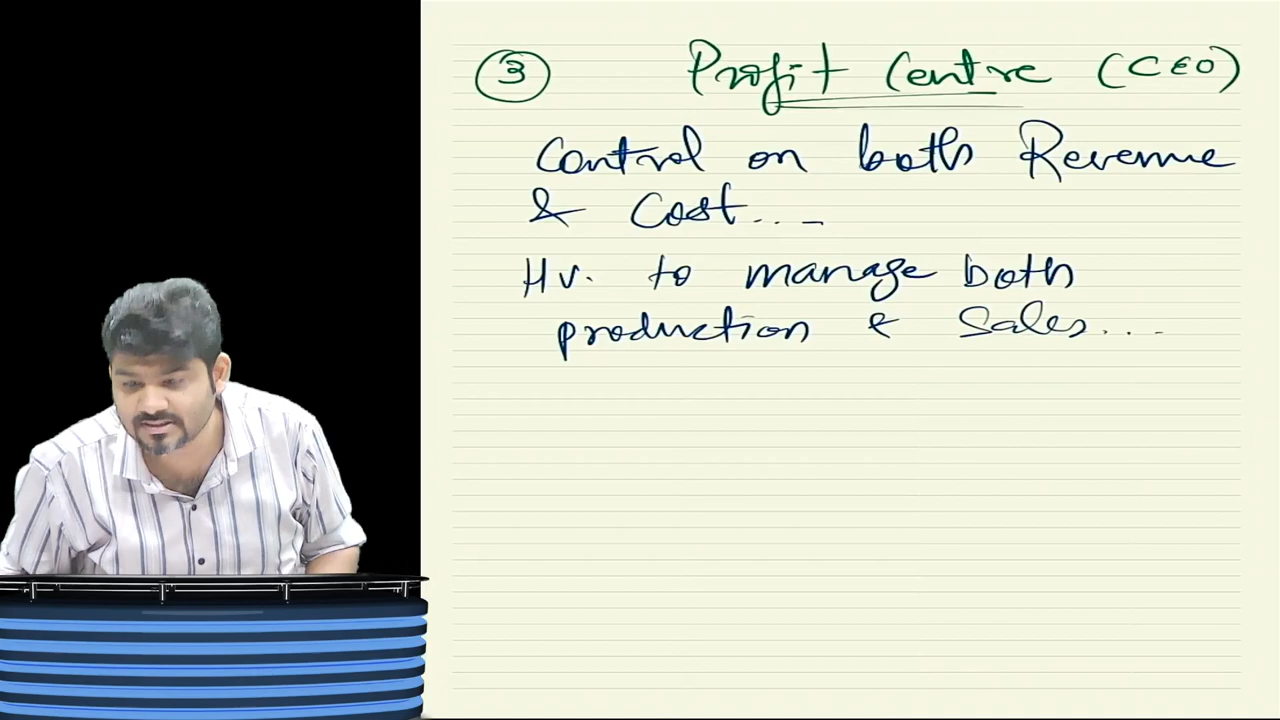 ③ Profit Centre (CEO)
Control on both Revenue
& Cost...
Hv. to manage both
production & Sales...